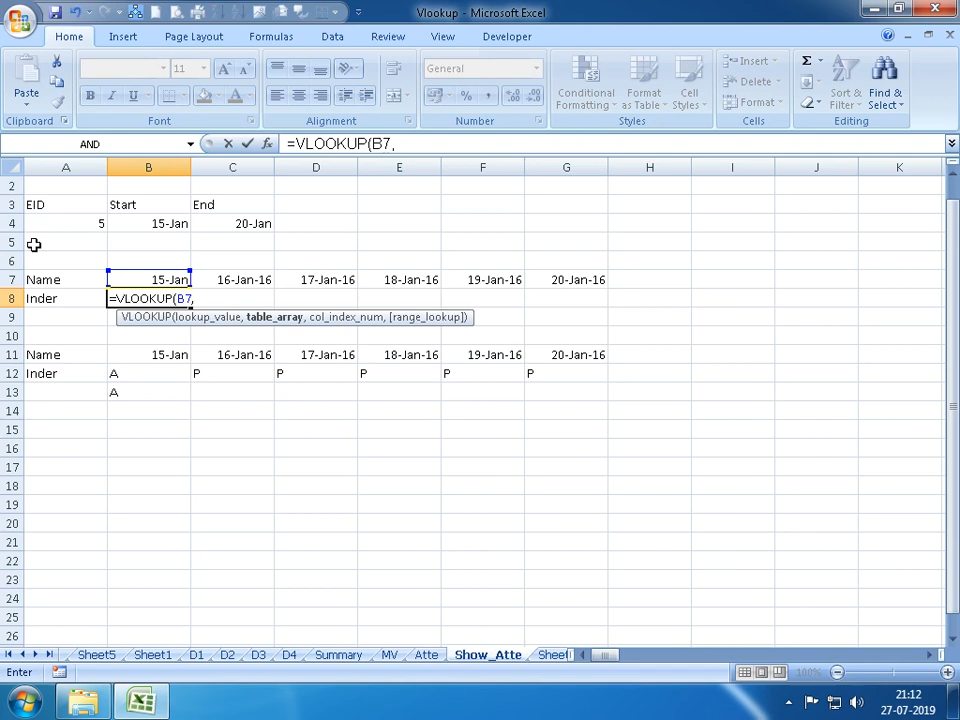 Vlookup - Microsoft Excel
Home Insert Page Layout Formulas Data Review View Developer
Paste
11
General
B I U
Conditional Formatting
Format as Table
Cell Styles
Insert
Delete
Format
Sort & Filter
Find & Select
Clipboard Font Alignment Number Styles Cells Editing
AND
=VLOOKUP(B7,
A B C D E F G H I J K
2
3 EID Start End
4 5 15-Jan 20-Jan
5
6
7 Name 15-Jan 16-Jan-16 17-Jan-16 18-Jan-16 19-Jan-16 20-Jan-16
8 Inder =VLOOKUP(B7,
9 VLOOKUP(lookup_value, table_array, col_index_num, [range_lookup])
10
11 Name 15-Jan 16-Jan-16 17-Jan-16 18-Jan-16 19-Jan-16 20-Jan-16
12 Inder A P P P P P
13 A
14
15
16
17
18
19
20
21
22
23
24
25
26
Sheet5 Sheet1 D1 D2 D3 D4 Summary MV Atte Show_Atte Sheet
Enter 100%
21:12
27-07-2019